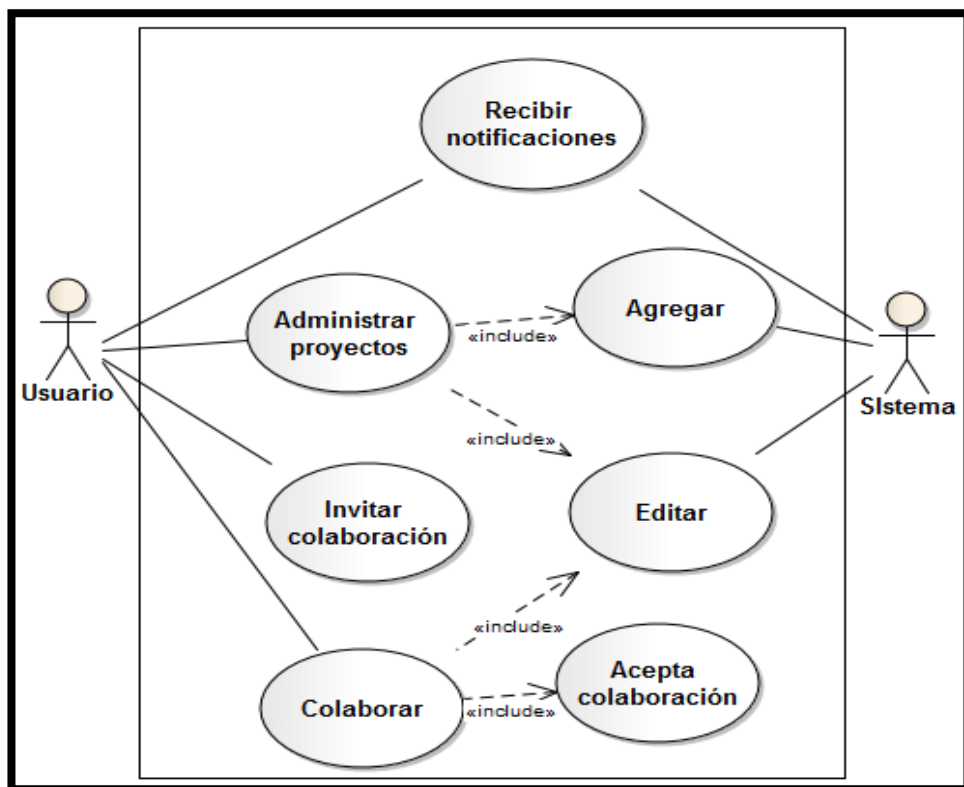 Recibir
notificaciones
Administrar
proyectos
«include»
Agregar
Usuario
SIstema
«include»
Invitar
colaboración
Editar
«include»
Colaborar
«include»
Acepta
colaboración